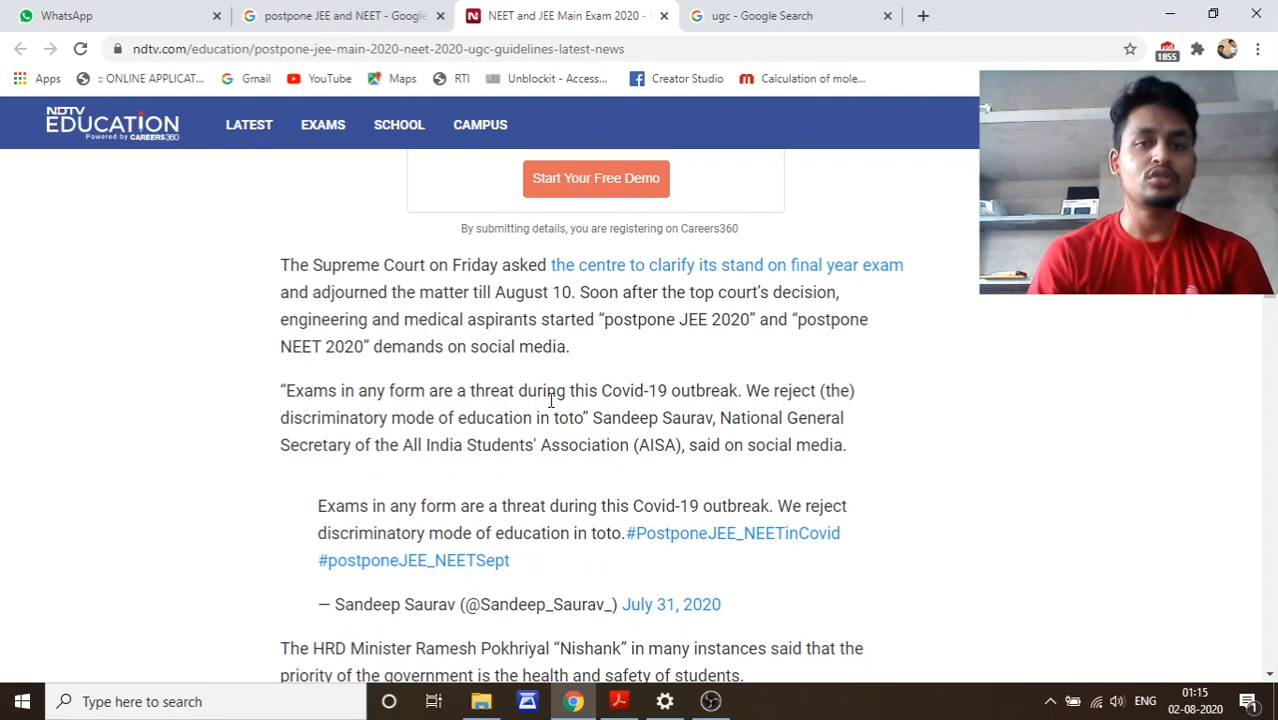 WhatsApp
postpone JEE and NEET - Google
NEET and JEE Main Exam 2020 -
ugc - Google Search
ndtv.com/education/postpone-jee-main-2020-neet-2020-ugc-guidelines-latest-news
1855
Apps
:: ONLINE APPLICAT...
Gmail
YouTube
Maps
RTI
Unblockit - Acces...
Creator Studio
Calculation of mole...
NDTV
EDUCATION
Powered by CAREERS360
LATEST
EXAMS
SCHOOL
CAMPUS
Start Your Free Demo
By submitting details, you are registering on Careers360
The Supreme Court on Friday asked the centre to clarify its stand on final year exam
and adjourned the matter till August 10. Soon after the top court’s decision,
engineering and medical aspirants started “postpone JEE 2020” and “postpone
NEET 2020” demands on social media.
“Exams in any form are a threat during this Covid-19 outbreak. We reject (the)
discriminatory mode of education in toto” Sandeep Saurav, National General
Secretary of the All India Students' Association (AISA), said on social media.
Exams in any form are a threat during this Covid-19 outbreak. We reject
discriminatory mode of education in toto.#PostponeJEE_NEETinCovid
#postponeJEE_NEETSept
— Sandeep Saurav (@Sandeep_Saurav_) July 31, 2020
The HRD Minister Ramesh Pokhriyal “Nishank” in many instances said that the
priority of the government is the health and safety of students.
Type here to search
ENG
01:15
02-08-2020
1